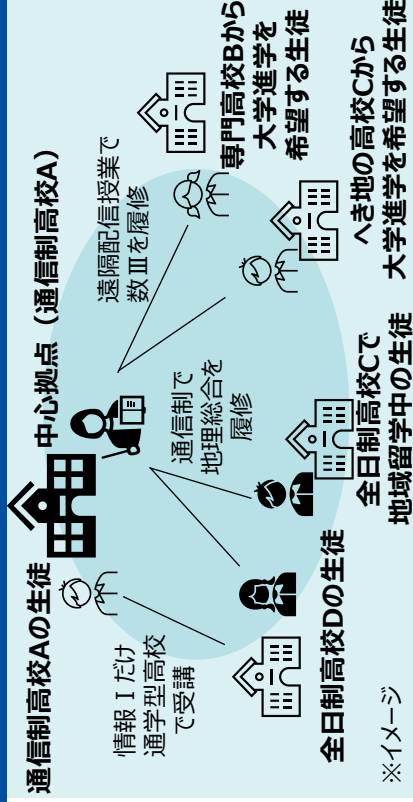 中心拠点（通信制高校A）
通信制高校Aの生徒
情報Ⅰだけ
通学型高校
で受講
通信制で
地理総合を
履修
遠隔配信授業で
数Ⅲを履修
専門高校Bから
大学進学を
希望する生徒
へき地の高校Cから
大学進学を希望する生徒
全日制高校Cで
地域留学中の生徒
全日制高校Dの生徒
※イメージ